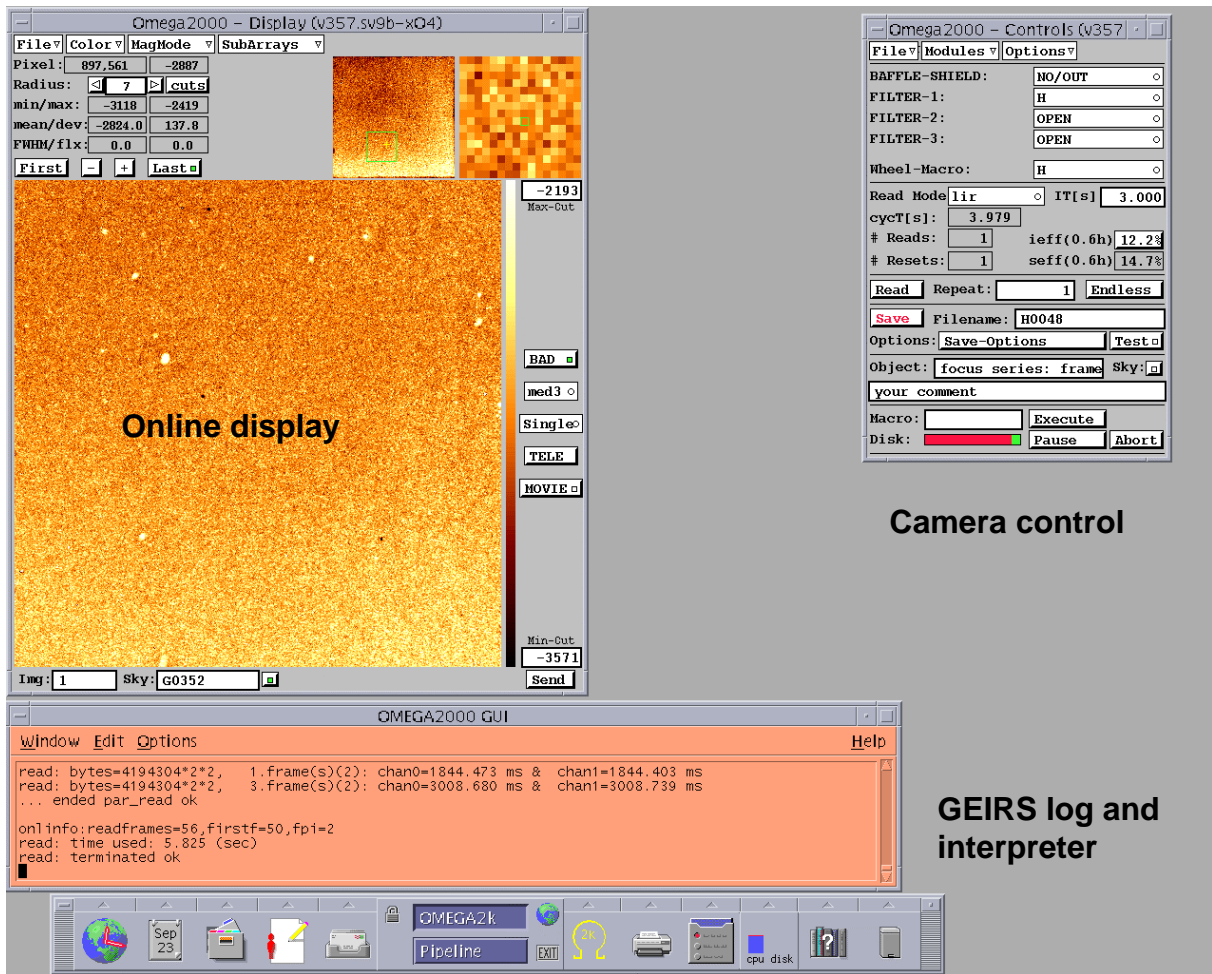 Omega2000 – Display (v357.sv9b–xO4)
File Color MagMode SubArrays
Pixel: 897,561 -2887
Radius: 7 cuts
min/max: -3118 -2419
mean/dev: -2824.0 137.8
FWHM/flx: 0.0 0.0
First - + Last
-2193
Max-Cut
BAD
med3
Single
TELE
MOVIE
Online display
Min-Cut
-3571
Img: 1 Sky: G0352 Send
Omega2000 – Controls (v357
File Modules Options
BAFFLE-SHIELD: NO/OUT
FILTER-1: H
FILTER-2: OPEN
FILTER-3: OPEN
Wheel-Macro: H
Read Mode lir IT[s] 3.000
cycT[s]: 3.979
# Reads: 1 ieff(0.6h) 12.2%
# Resets: 1 seff(0.6h) 14.7%
Read Repeat: 1 Endless
Save Filename: H0048
Options: Save-Options Test
Object: focus series: frame Sky:
your comment
Macro: Execute
Disk: Pause Abort
Camera control
OMEGA2000 GUI
Window Edit Options Help
read: bytes=4194304*2*2, 1.frame(s)(2): chan0=1844.473 ms & chan1=1844.403 ms
read: bytes=4194304*2*2, 3.frame(s)(2): chan0=3008.680 ms & chan1=3008.739 ms
... ended par_read ok
onlinfo:readframes=56,firstf=50,fpi=2
read: time used: 5.825 (sec)
read: terminated ok
GEIRS log and
interpreter
Sep
23
OMEGA2k
Pipeline
EXIT
2K
cpu disk
?